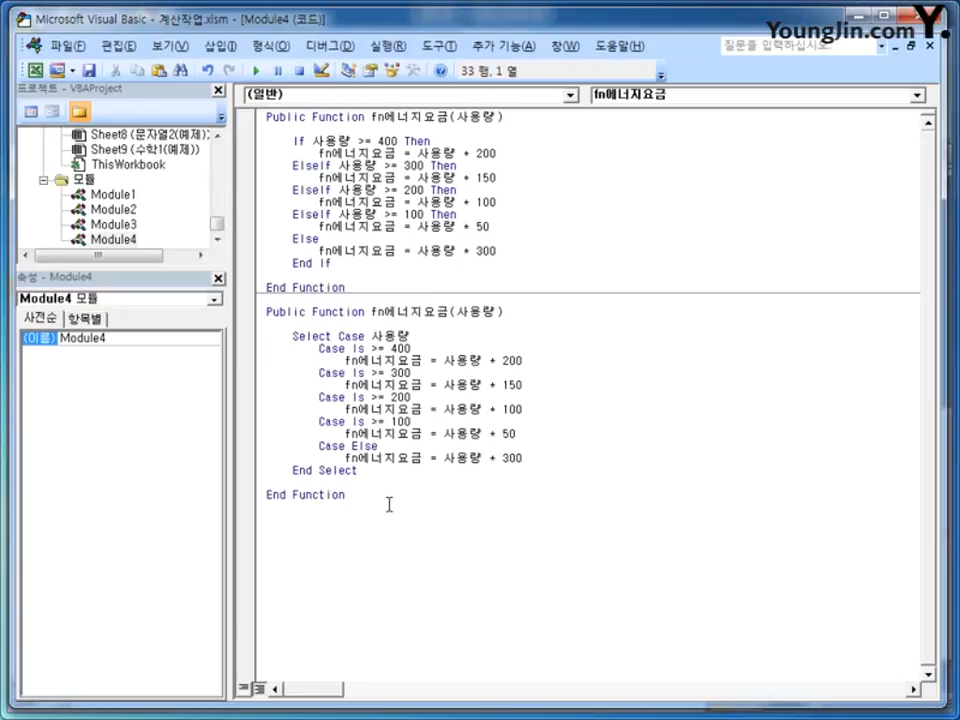 Microsoft Visual Basic - 계산작업.xlsm - [Module4 (코드)]
YoungJin.com Y.
파일(F) 편집(E) 보기(V) 삽입(I) 형식(O) 디버그(D) 실행(R) 도구(T) 추가 기능(A) 창(W) 도움말(H)
질문을 입력하십시오.
33 행, 1 열
프로젝트 - VBAProject
Sheet8 (문자열2(예제))
Sheet9 (수학1(예제))
ThisWorkbook
모듈
Module1
Module2
Module3
Module4
속성 - Module4
Module4 모듈
사전순 항목별
(이름) Module4
(일반) fn에너지요금
Public Function fn에너지요금(사용량)
If 사용량 >= 400 Then
fn에너지요금 = 사용량 * 200
ElseIf 사용량 >= 300 Then
fn에너지요금 = 사용량 * 150
ElseIf 사용량 >= 200 Then
fn에너지요금 = 사용량 * 100
ElseIf 사용량 >= 100 Then
fn에너지요금 = 사용량 * 50
Else
fn에너지요금 = 사용량 * 300
End If
End Function
Public Function fn에너지요금(사용량)
Select Case 사용량
Case Is >= 400
fn에너지요금 = 사용량 * 200
Case Is >= 300
fn에너지요금 = 사용량 * 150
Case Is >= 200
fn에너지요금 = 사용량 * 100
Case Is >= 100
fn에너지요금 = 사용량 * 50
Case Else
fn에너지요금 = 사용량 * 300
End Select
End Function